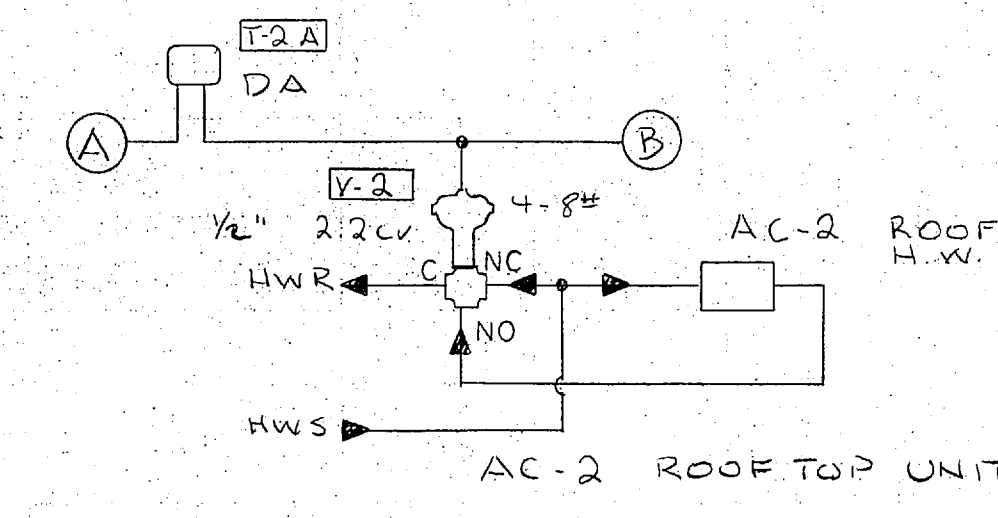 T-2A
DA
A
B
V-2
4-8#
1/2" 2.2 CV.
AC-2 ROOF
H.W.
C NC
HWR
NO
HWS
AC-2 ROOF TOP UNIT